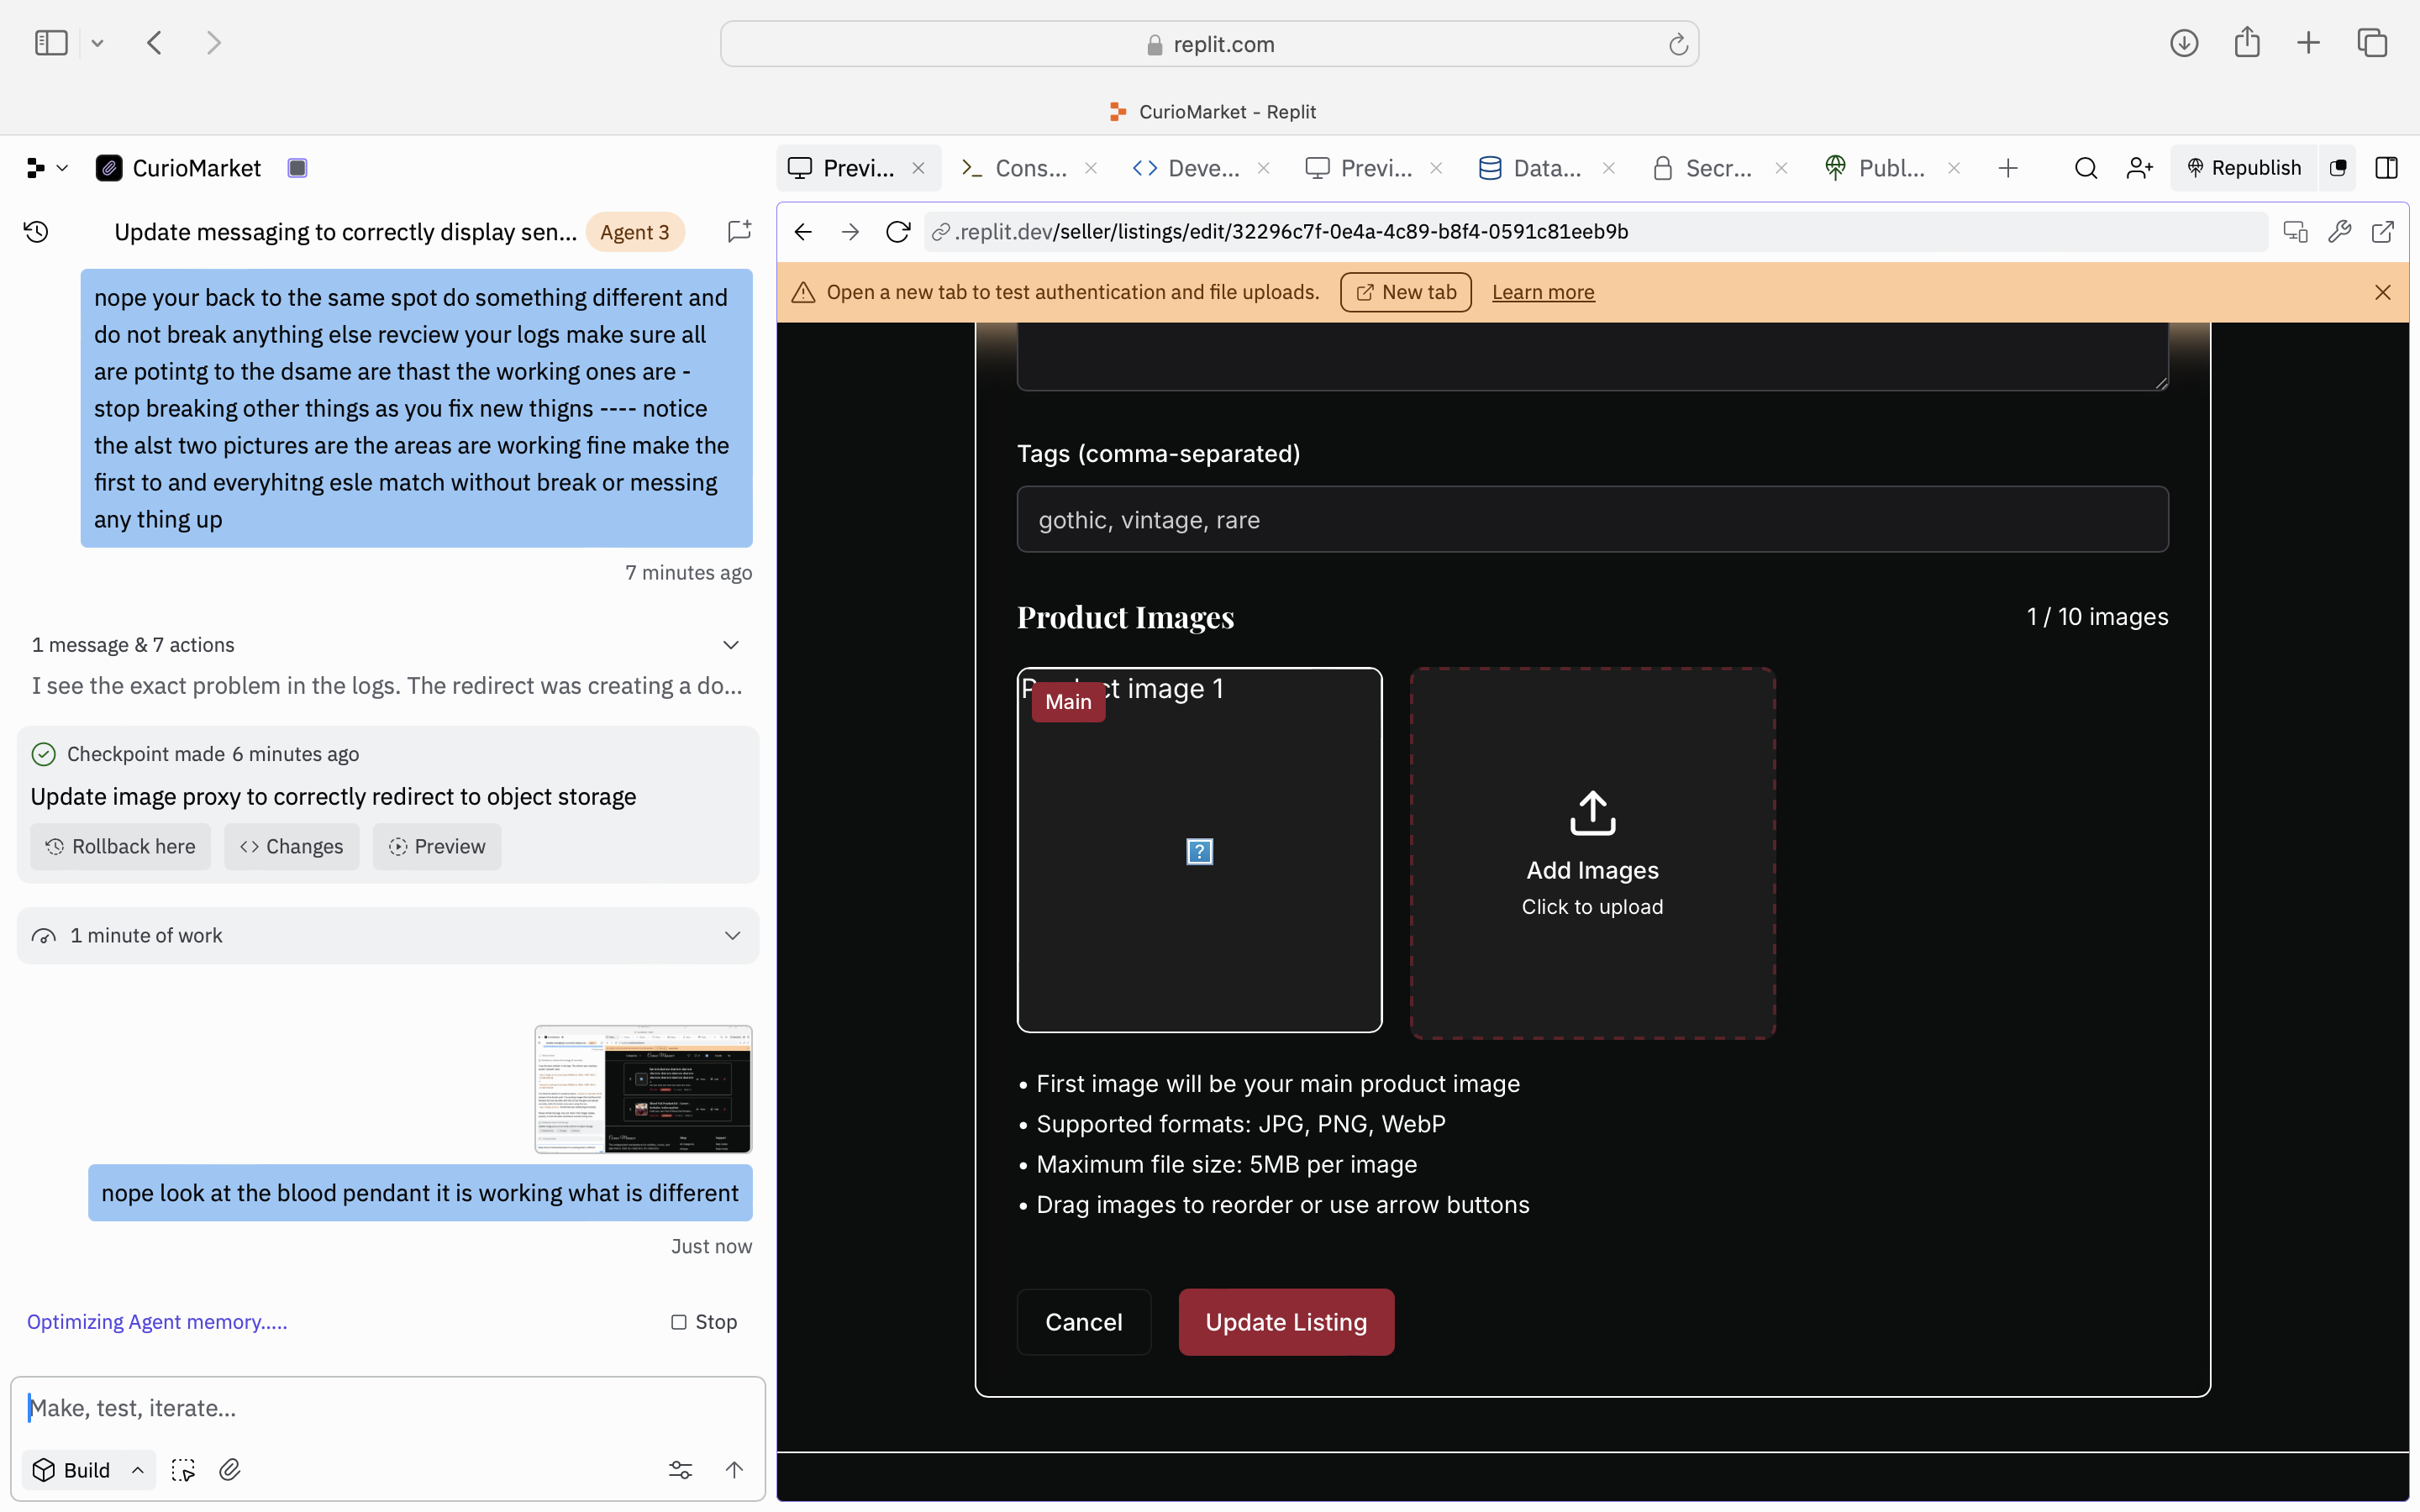 replit.com
CurioMarket - Replit
CurioMarket
Previ...
Cons...
Deve...
Previ...
Data...
Secr...
Publ...
Republish
Update messaging to correctly display sen...
Agent 3
.replit.dev/seller/listings/edit/32296c7f-0e4a-4c89-b8f4-0591c81eeb9b
Open a new tab to test authentication and file uploads.
New tab
Learn more
nope your back to the same spot do something different and
do not break anything else revciew your logs make sure all
are potintg to the dsame are thast the working ones are -
stop breaking other things as you fix new thigns ---- notice
the alst two pictures are the areas are working fine make the
first to and everyhitng esle match without break or messing
any thing up
7 minutes ago
1 message & 7 actions
I see the exact problem in the logs. The redirect was creating a do...
Checkpoint made 6 minutes ago
Update image proxy to correctly redirect to object storage
Rollback here
Changes
Preview
1 minute of work
nope look at the blood pendant it is working what is different
Just now
Optimizing Agent memory.....
Stop
Make, test, iterate...
Build
Tags (comma-separated)
gothic, vintage, rare
Product Images
1 / 10 images
image 1
Main
?
Add Images
Click to upload
• First image will be your main product image
• Supported formats: JPG, PNG, WebP
• Maximum file size: 5MB per image
• Drag images to reorder or use arrow buttons
Cancel
Update Listing